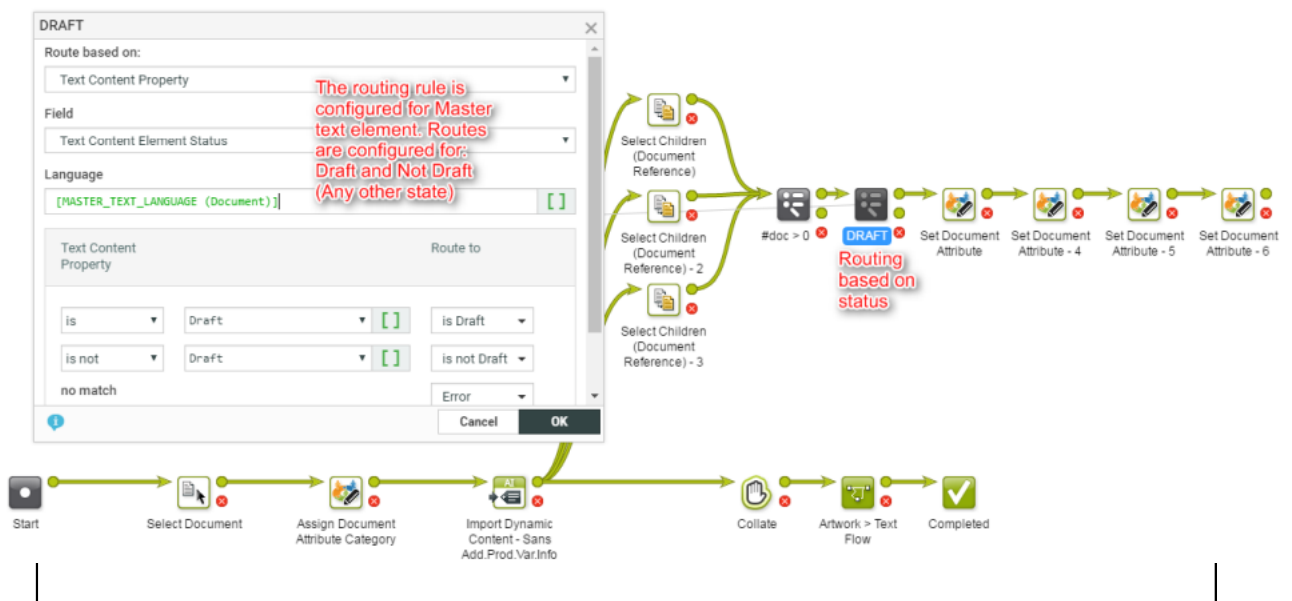 DRAFT
Route based on:
Text Content Property
Field
Text Content Element Status
Language
[MASTER_TEXT_LANGUAGE (Document)]
[]
The routing rule is
configured for Master
text element. Routes
are configured for:
Draft and Not Draft
(Any other state)
Text Content
Property
Route to
is
Draft
[]
is Draft
is not
Draft
[]
is not Draft
no match
Error
Cancel
OK
Select Children
(Document
Reference)
Select Children
(Document
Reference) - 2
Select Children
(Document
Reference) - 3
#doc > 0
DRAFT
Routing
based on
status
Set Document
Attribute
Set Document
Attribute - 4
Set Document
Attribute - 5
Set Document
Attribute - 6
Start
Select Document
Assign Document
Attribute Category
AI
Import Dynamic
Content - Sans
Add.Prod.Var.Info
Collate
Artwork > Text
Flow
Completed